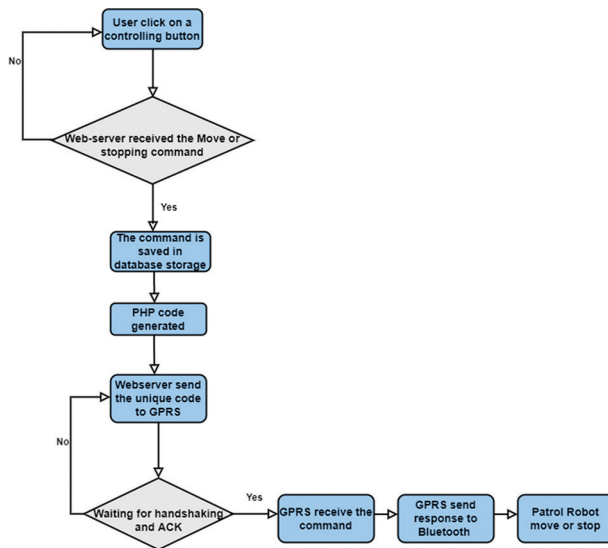 User click on a
controlling button
No
Web-server received the Move or
stopping command
Yes
The command is
saved in
database storage
PHP code
generated
Webserver send
the unique code
to GPRS
No
Waiting for handshaking
and ACK
Yes
GPRS receive the
command
GPRS send
response to
Bluetooth
Patrol Robot
move or stop